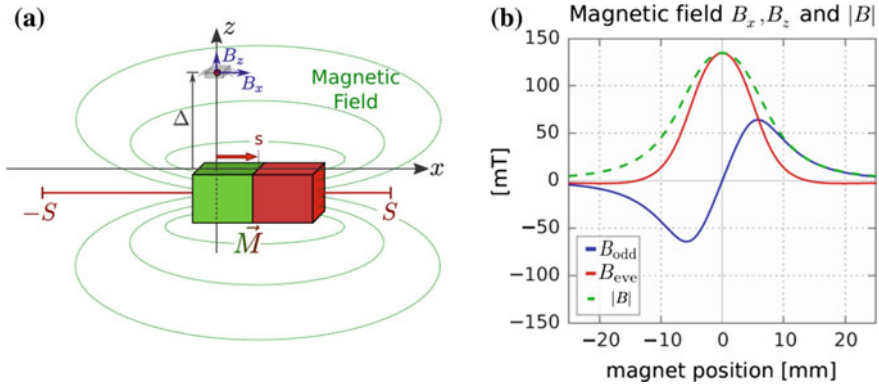 (a)
z
B_z
B_x
Magnetic
Field
Δ
s
x
-S
S
M⃗
(b)
Magnetic field B_x, B_z and |B|
150
100
50
0
−50
−100
−150
[mT]
B_odd
B_eve
|B|
−20
−10
0
10
20
magnet position [mm]